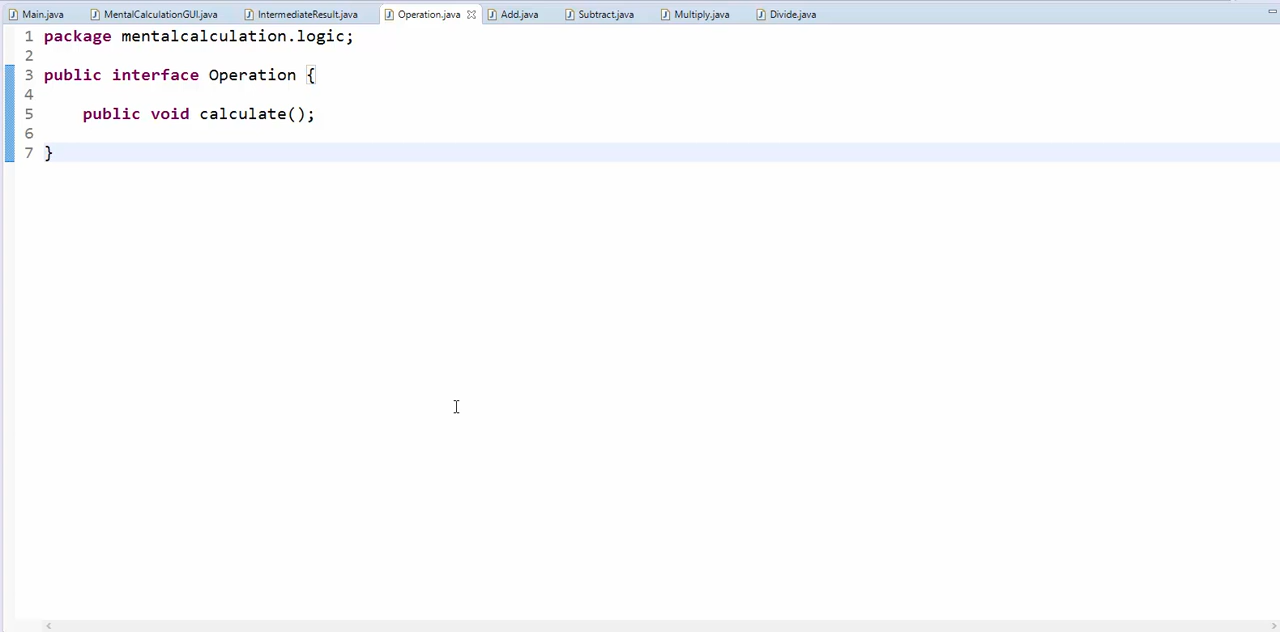 Main.java MentalCalculationGUI.java IntermediateResult.java Operation.java Add.java Subtract.java Multiply.java Divide.java
1 package mentalcalculation.logic;
2
3 public interface Operation {
4
5 public void calculate();
6
7 }